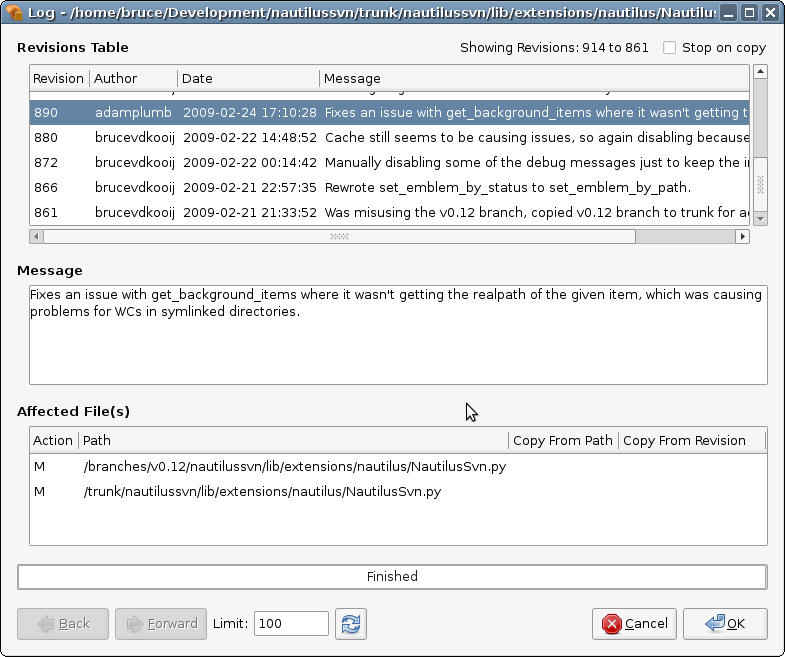 Log - /home/bruce/Development/nautilussvn/trunk/nautilussvn/lib/extensions/nautilus/Nautilus
Revisions Table Showing Revisions: 914 to 861 Stop on copy
Revision Author Date Message
890 adamplumb 2009-02-24 17:10:28 Fixes an issue with get_background_items where it wasn't getting t
880 brucevdkooij 2009-02-22 14:48:52 Cache still seems to be causing issues, so again disabling because
872 brucevdkooij 2009-02-22 00:14:42 Manually disabling some of the debug messages just to keep the
866 brucevdkooij 2009-02-21 22:57:35 Rewrote set_emblem_by_status to set_emblem_by_path.
861 brucevdkooij 2009-02-21 21:33:52 Was misusing the v0.12 branch, copied v0.12 branch to trunk for
Message
Fixes an issue with get_background_items where it wasn't getting the realpath of the given item, which was causing
problems for WCs in symlinked directories.
Affected File(s)
Action Path Copy From Path Copy From Revision
M /branches/v0.12/nautilussvn/lib/extensions/nautilus/NautilusSvn.py
M /trunk/nautilussvn/lib/extensions/nautilus/NautilusSvn.py
Finished
Back Forward Limit: 100 Cancel OK